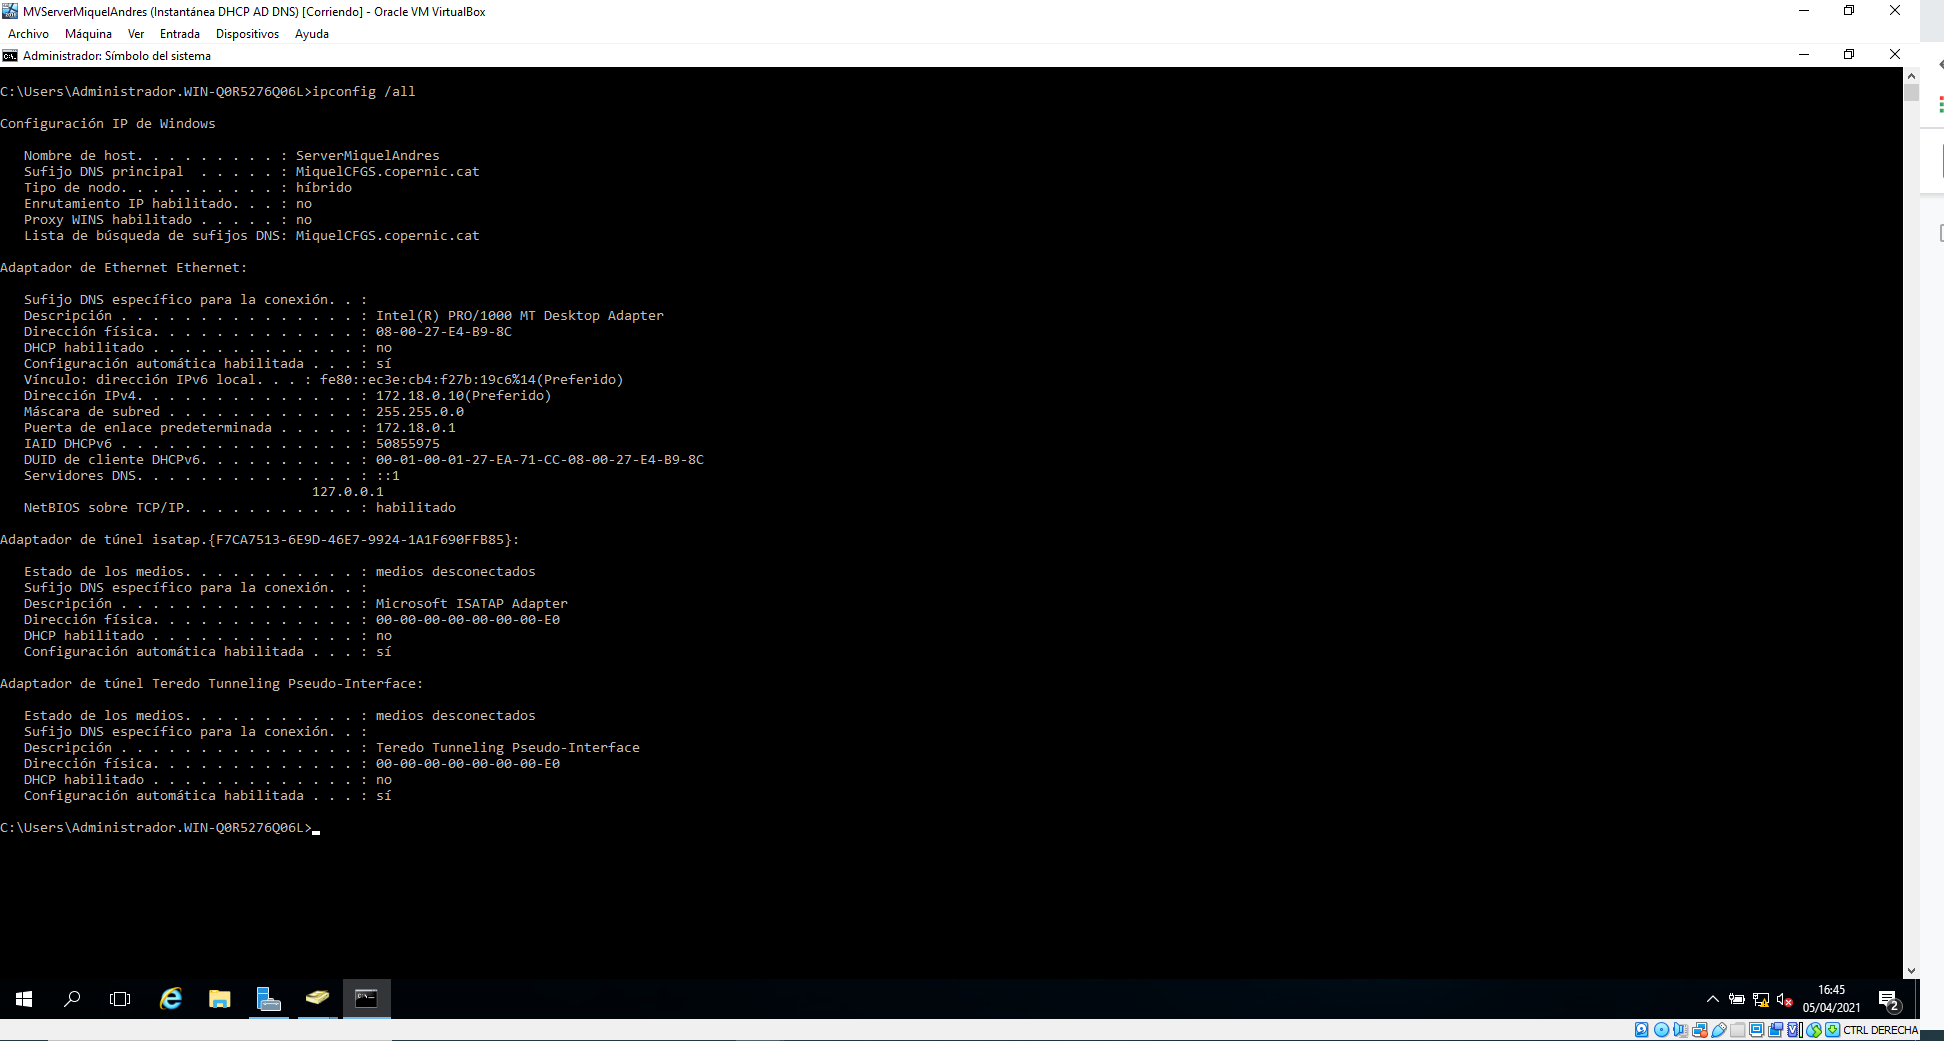 MVServerMiquelAndres (Instantánea DHCP AD DNS) [Corriendo] - Oracle VM VirtualBox
Archivo Máquina Ver Entrada Dispositivos Ayuda
Administrador: Símbolo del sistema
C:\Users\Administrador.WIN-Q0R5276Q06L>ipconfig /all
Configuración IP de Windows
Nombre de host. . . . . . . . . : ServerMiquelAndres
Sufijo DNS principal  . . . . . : MiquelCFGS.copernic.cat
Tipo de nodo. . . . . . . . . . : híbrido
Enrutamiento IP habilitado. . . : no
Proxy WINS habilitado . . . . . : no
Lista de búsqueda de sufijos DNS: MiquelCFGS.copernic.cat
Adaptador de Ethernet Ethernet:
Sufijo DNS específico para la conexión. . :
Descripción . . . . . . . . . . . . . . . : Intel(R) PRO/1000 MT Desktop Adapter
Dirección física. . . . . . . . . . . . . : 08-00-27-E4-B9-8C
DHCP habilitado . . . . . . . . . . . . . : no
Configuración automática habilitada . . . : sí
Vínculo: dirección IPv6 local. . . : fe80::ec3e:cb4:f27b:19c6%14(Preferido)
Dirección IPv4. . . . . . . . . . . . . . : 172.18.0.10(Preferido)
Máscara de subred . . . . . . . . . . . . : 255.255.0.0
Puerta de enlace predeterminada . . . . . : 172.18.0.1
IAID DHCPv6 . . . . . . . . . . . . . . . : 50855975
DUID de cliente DHCPv6. . . . . . . . . . : 00-01-00-01-27-EA-71-CC-08-00-27-E4-B9-8C
Servidores DNS. . . . . . . . . . . . . . : ::1
127.0.0.1
NetBIOS sobre TCP/IP. . . . . . . . . . . : habilitado
Adaptador de túnel isatap.{F7CA7513-6E9D-46E7-9924-1A1F690FFB85}:
Estado de los medios. . . . . . . . . . . : medios desconectados
Sufijo DNS específico para la conexión. . :
Descripción . . . . . . . . . . . . . . . : Microsoft ISATAP Adapter
Dirección física. . . . . . . . . . . . . : 00-00-00-00-00-00-00-E0
DHCP habilitado . . . . . . . . . . . . . : no
Configuración automática habilitada . . . : sí
Adaptador de túnel Teredo Tunneling Pseudo-Interface:
Estado de los medios. . . . . . . . . . . : medios desconectados
Sufijo DNS específico para la conexión. . :
Descripción . . . . . . . . . . . . . . . : Teredo Tunneling Pseudo-Interface
Dirección física. . . . . . . . . . . . . : 00-00-00-00-00-00-00-E0
DHCP habilitado . . . . . . . . . . . . . : no
Configuración automática habilitada . . . : sí
C:\Users\Administrador.WIN-Q0R5276Q06L>
16:45
05/04/2021
2
CTRL DERECHA